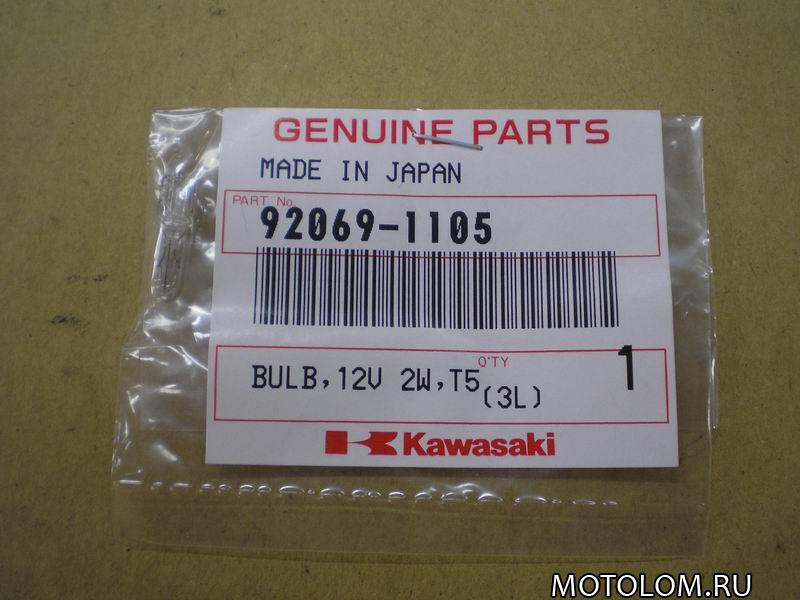 GENUINE PARTS
MADE IN JAPAN
PART No.
92069-1105
Q'TY
BULB,12V 2W,T5
(3L)
1
Kawasaki
MOTOLOM.RU